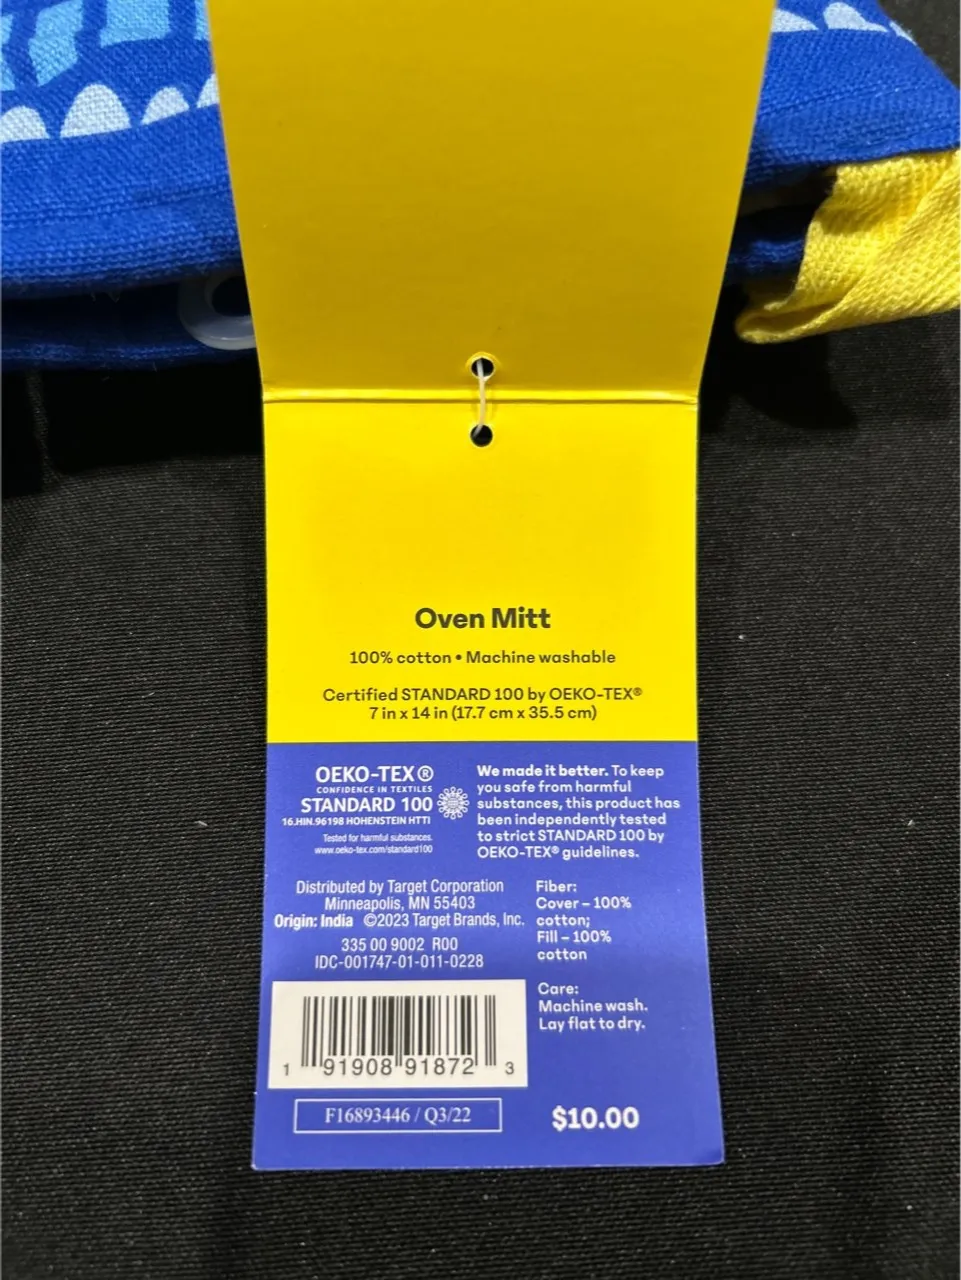 Oven Mitt
100% cotton • Machine washable
Certified STANDARD 100 by OEKO-TEX®
7 in x 14 in (17.7 cm x 35.5 cm)
OEKO-TEX®
CONFIDENCE IN TEXTILES
STANDARD 100
16.HIN.96198 HOHENSTEIN HTTI
Tested for harmful substances.
www.oeko-tex.com/standard100
We made it better. To keep
you safe from harmful
substances, this product has
been independently tested
to strict STANDARD 100 by
OEKO-TEX® guidelines.
Distributed by Target Corporation
Minneapolis, MN 55403
Origin: India ©2023 Target Brands, Inc.
335 00 9002 R00
IDC-001747-01-011-0228
Fiber:
Cover – 100%
cotton;
Fill – 100%
cotton
Care:
Machine wash.
Lay flat to dry.
1 91908 91872 3
F16893446 / Q3/22
$10.00